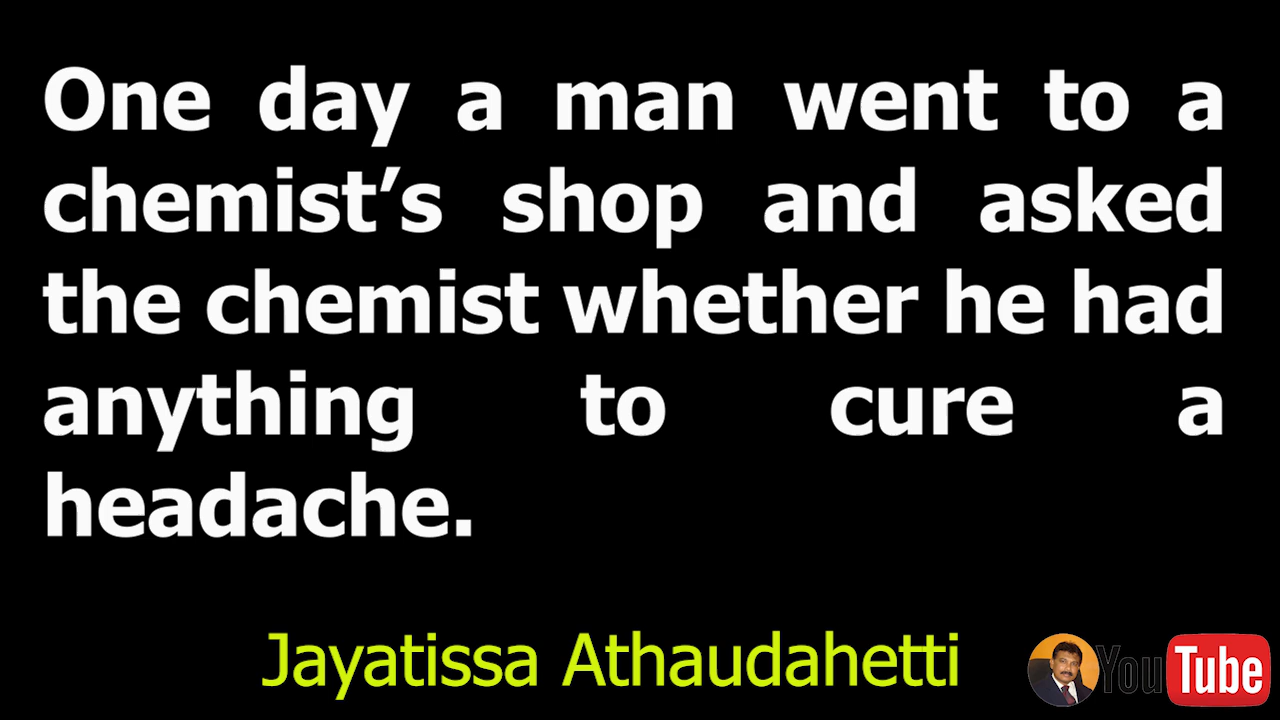 One day a man went to a
chemist’s shop and asked
the chemist whether he had
anything to cure a
headache.
Jayatissa Athaudahetti
YouTube